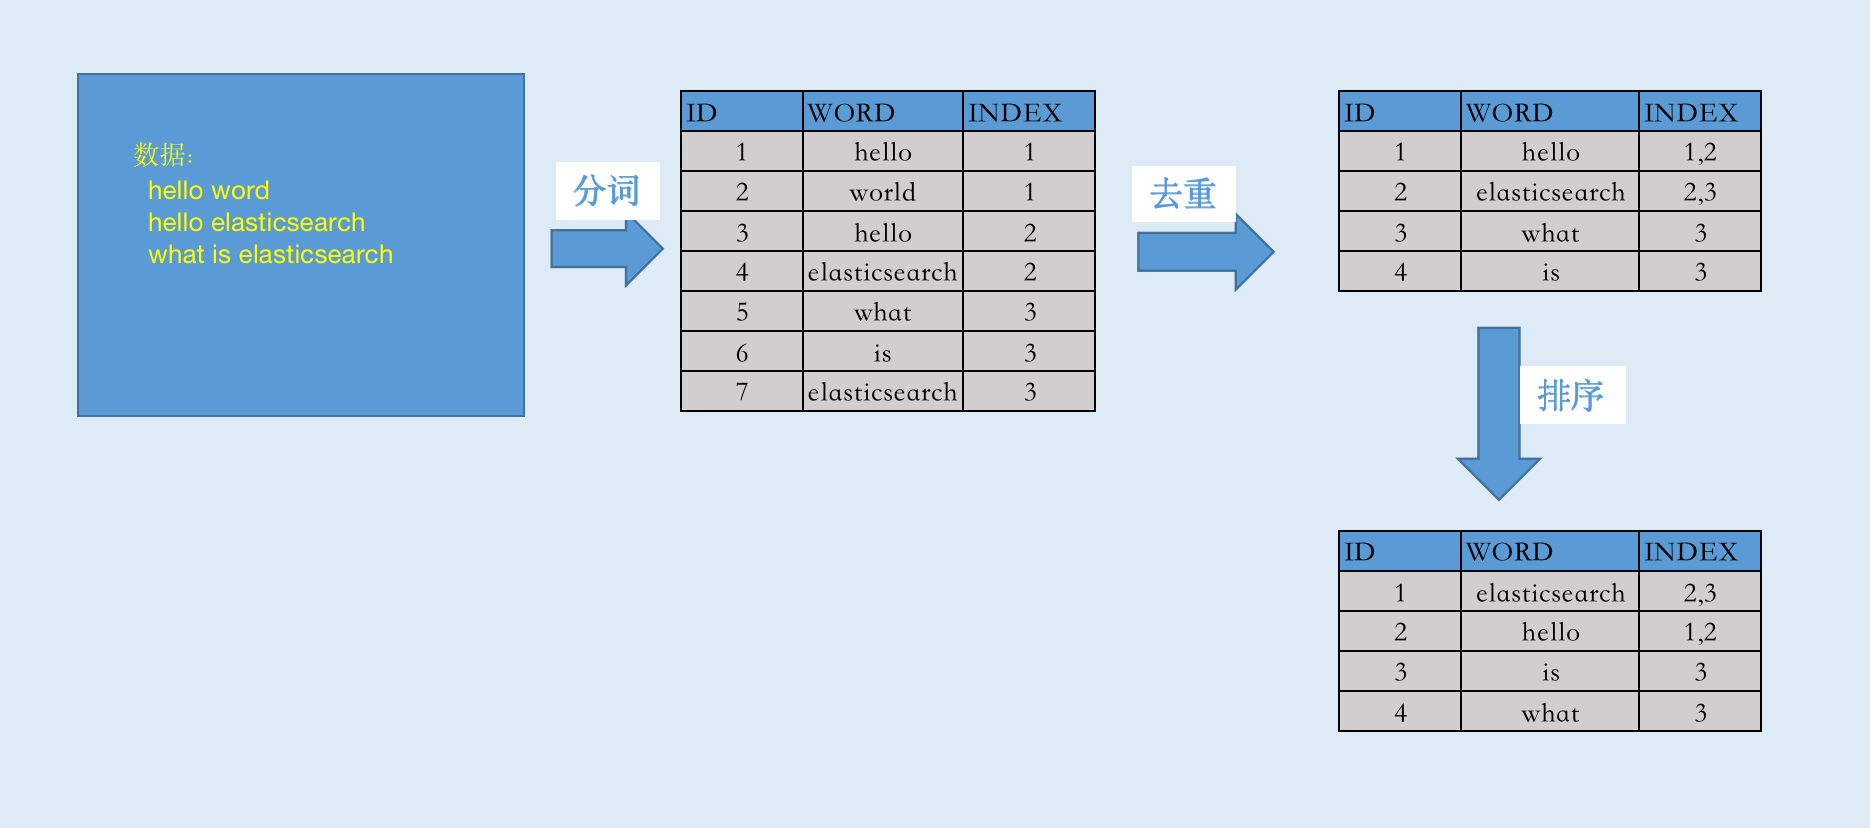 数据:
hello word
hello elasticsearch
what is elasticsearch
分词
ID WORD INDEX
1 hello 1
2 world 1
3 hello 2
4 elasticsearch 2
5 what 3
6 is 3
7 elasticsearch 3
去重
ID WORD INDEX
1 hello 1,2
2 elasticsearch 2,3
3 what 3
4 is 3
排序
ID WORD INDEX
1 elasticsearch 2,3
2 hello 1,2
3 is 3
4 what 3